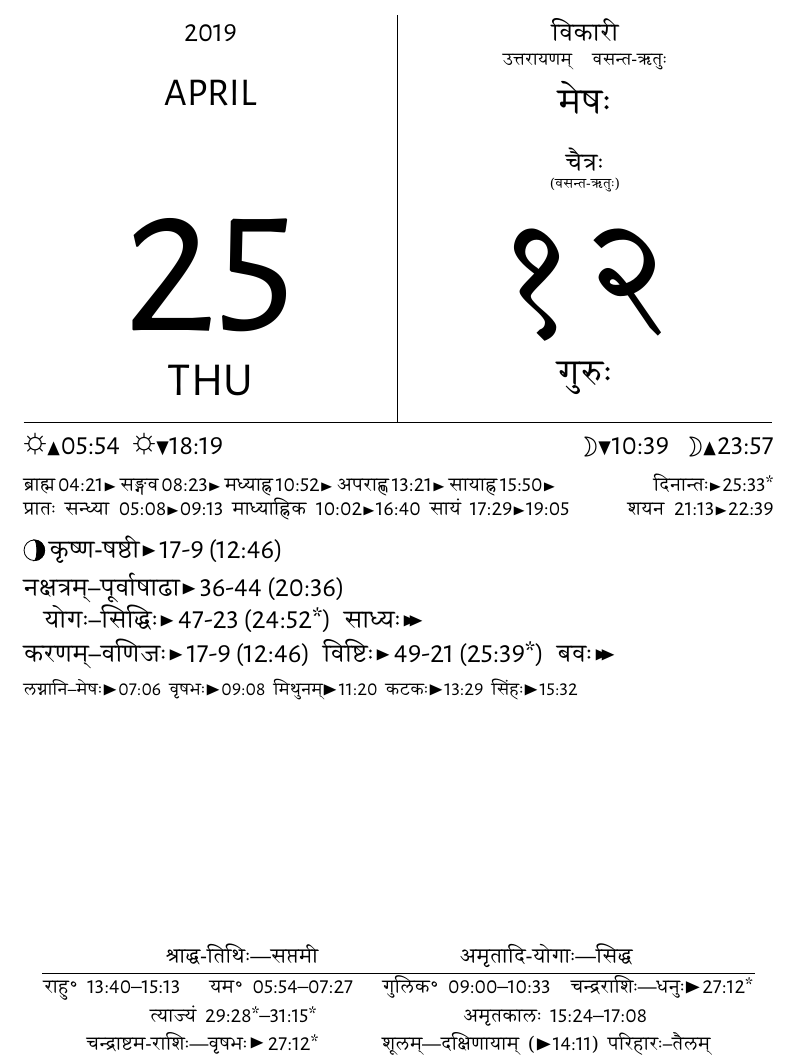 2019
APRIL
25
THU
विकारी
उत्तरायणम् वसन्त-ऋतुः
मेषः
चैत्रः
(वसन्त-ऋतुः)
१२
गुरुः
☼▲05:54 ☼▼18:19 ☽▼10:39 ☽▲23:57
ब्राह्म 04:21► सङ्गव 08:23► मध्याह्न 10:52► अपराह्ण 13:21► सायाह्न 15:50► दिनान्तः►25:33*
प्रातः सन्ध्या 05:08►09:13 माध्याह्निक 10:02►16:40 सायं 17:29►19:05 शयन 21:13►22:39
कृष्ण-षष्ठी►17-9 (12:46)
नक्षत्रम्–पूर्वाषाढा►36-44 (20:36)
योगः–सिद्धिः►47-23 (24:52*) साध्यः►►
करणम्–वणिजः►17-9 (12:46) विष्टिः►49-21 (25:39*) बवः►►
लग्नानि–मेषः►07:06 वृषभः►09:08 मिथुनम्►11:20 कटकः►13:29 सिंहः►15:32
श्राद्ध-तिथिः—सप्तमी अमृतादि-योगाः—सिद्ध
राहु° 13:40–15:13 यम° 05:54–07:27 गुलिक° 09:00–10:33 चन्द्रराशिः—धनुः►27:12*
त्याज्यं 29:28*–31:15* अमृतकालः 15:24–17:08
चन्द्राष्टम-राशिः—वृषभः►27:12* शूलम्—दक्षिणायाम् (►14:11) परिहारः–तैलम्